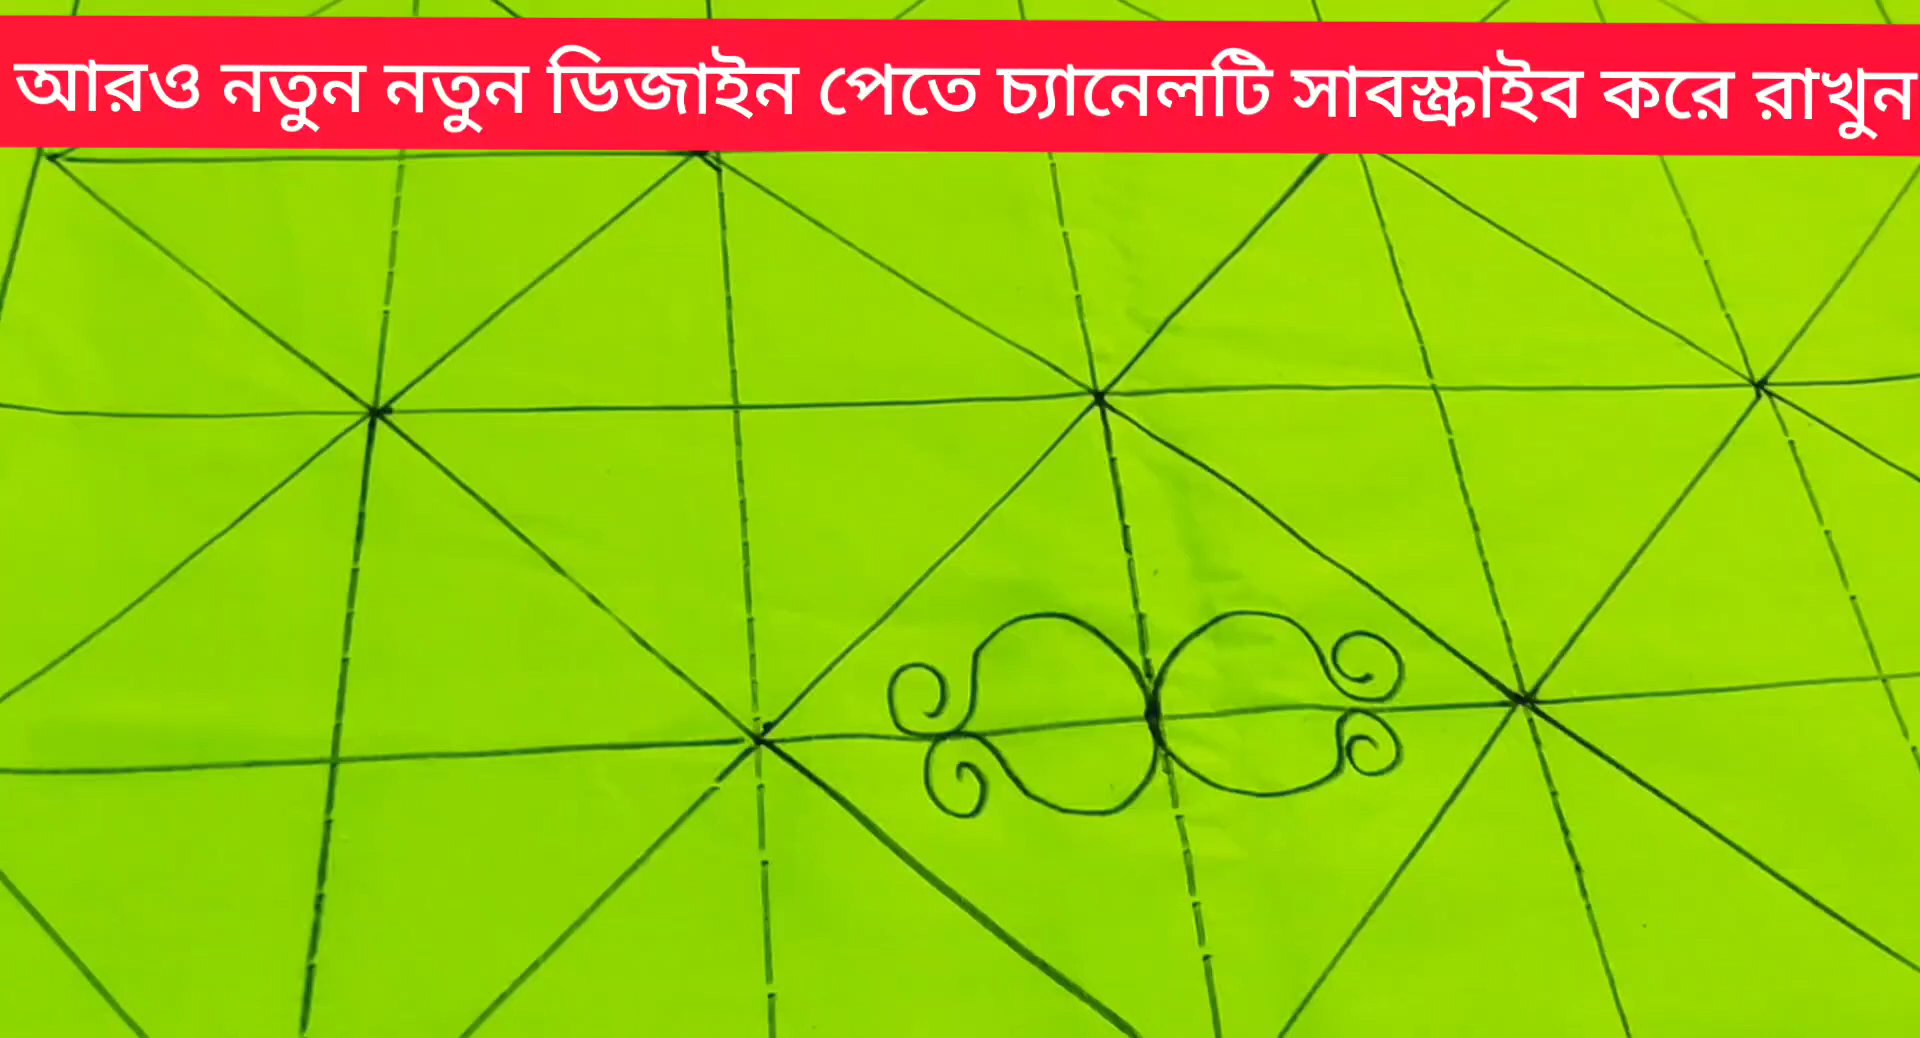 আরও নতুন নতুন ডিজাইন পেতে চ্যানেলটি সাবস্ক্রাইব করে রাখুন